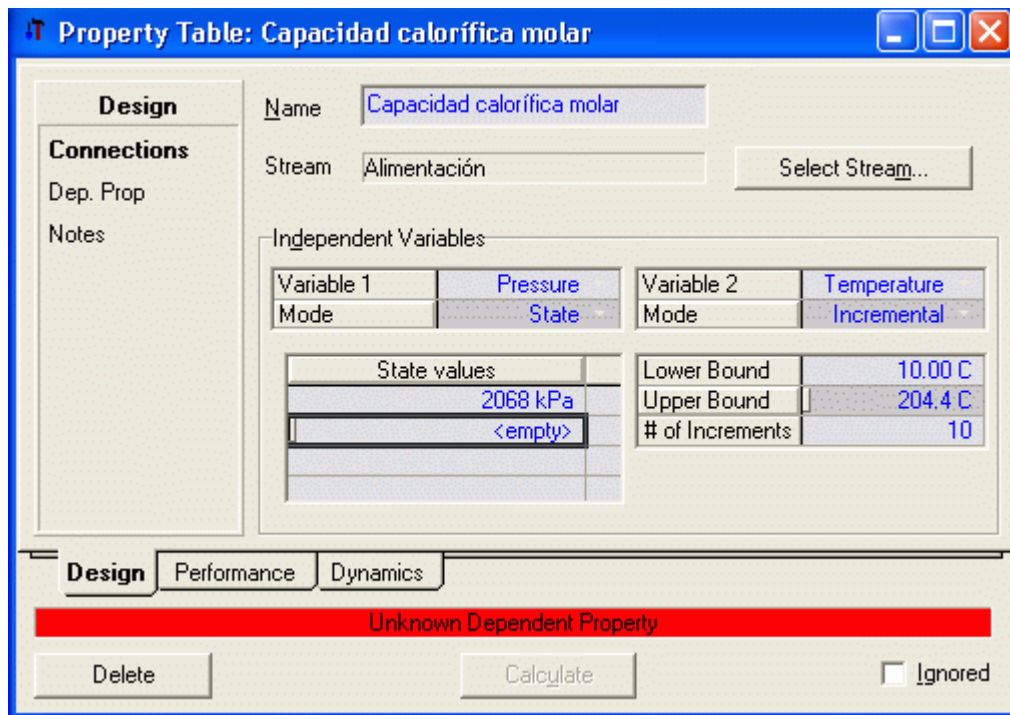 Property Table: Capacidad calorífica molar
Design
Connections
Dep. Prop
Notes
Name Capacidad calorífica molar
Stream Alimentación Select Stream...
Independent Variables
Variable 1 Pressure Variable 2 Temperature
Mode State Mode Incremental
State values Lower Bound 10.00 C
2068 kPa Upper Bound 204.4 C
<empty> # of Increments 10
Design Performance Dynamics
Unknown Dependent Property
Delete Calculate Ignored